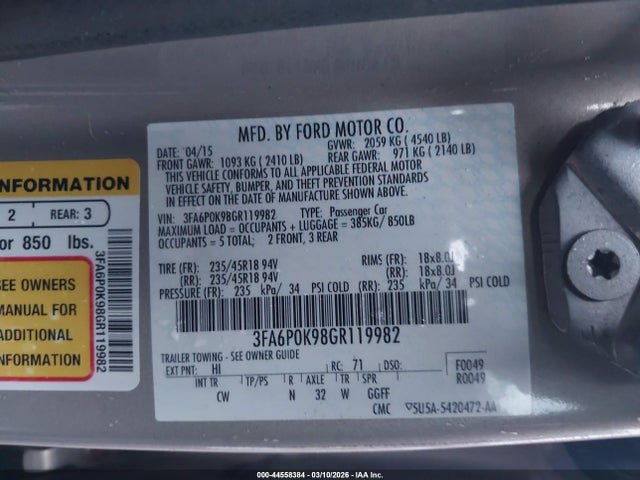 MFD. BY FORD MOTOR CO.
DATE: 04/15 GVWR: 2059 KG ( 4540 LB)
FRONT GAWR: 1093 KG ( 2410 LB) REAR GAWR: 971 KG ( 2140 LB)
THIS VEHICLE CONFORMS TO ALL APPLICABLE FEDERAL MOTOR
VEHICLE SAFETY, BUMPER, AND THEFT PREVENTION STANDARDS
IN EFFECT ON THE DATE OF MANUFACTURE SHOWN ABOVE.
VIN: 3FA6P0K98GR119982 TYPE: Passenger Car
MAXIMUM LOAD = OCCUPANTS + LUGGAGE = 385KG/ 850LB
OCCUPANTS = 5 TOTAL; 2 FRONT, 3 REAR
TIRE (FR): 235/45R18 94V RIMS (FR): 18x8.0J
(RR): 235/45R18 94V (RR): 18x8.0J
PRESSURE (FR): 235 kPa/ 34 PSI COLD (RR): 235 kPa/ 34 PSI COLD
3FA6P0K98GR119982
TRAILER TOWING - SEE OWNER GUIDE
EXT PNT: HI RC: 71 DSO: F0049
R0049
INT TR TP/PS R AXLE TR SPR
CW N 32 W GGFF
CMC 5U5A-5420472-AA
INFORMATION
2 REAR: 3
or 850 lbs.
SEE OWNERS
MANUAL FOR
ADDITIONAL
INFORMATION
3FA6P0K98GR119982
000-44558384 — 03/10/2026 — IAA Inc.